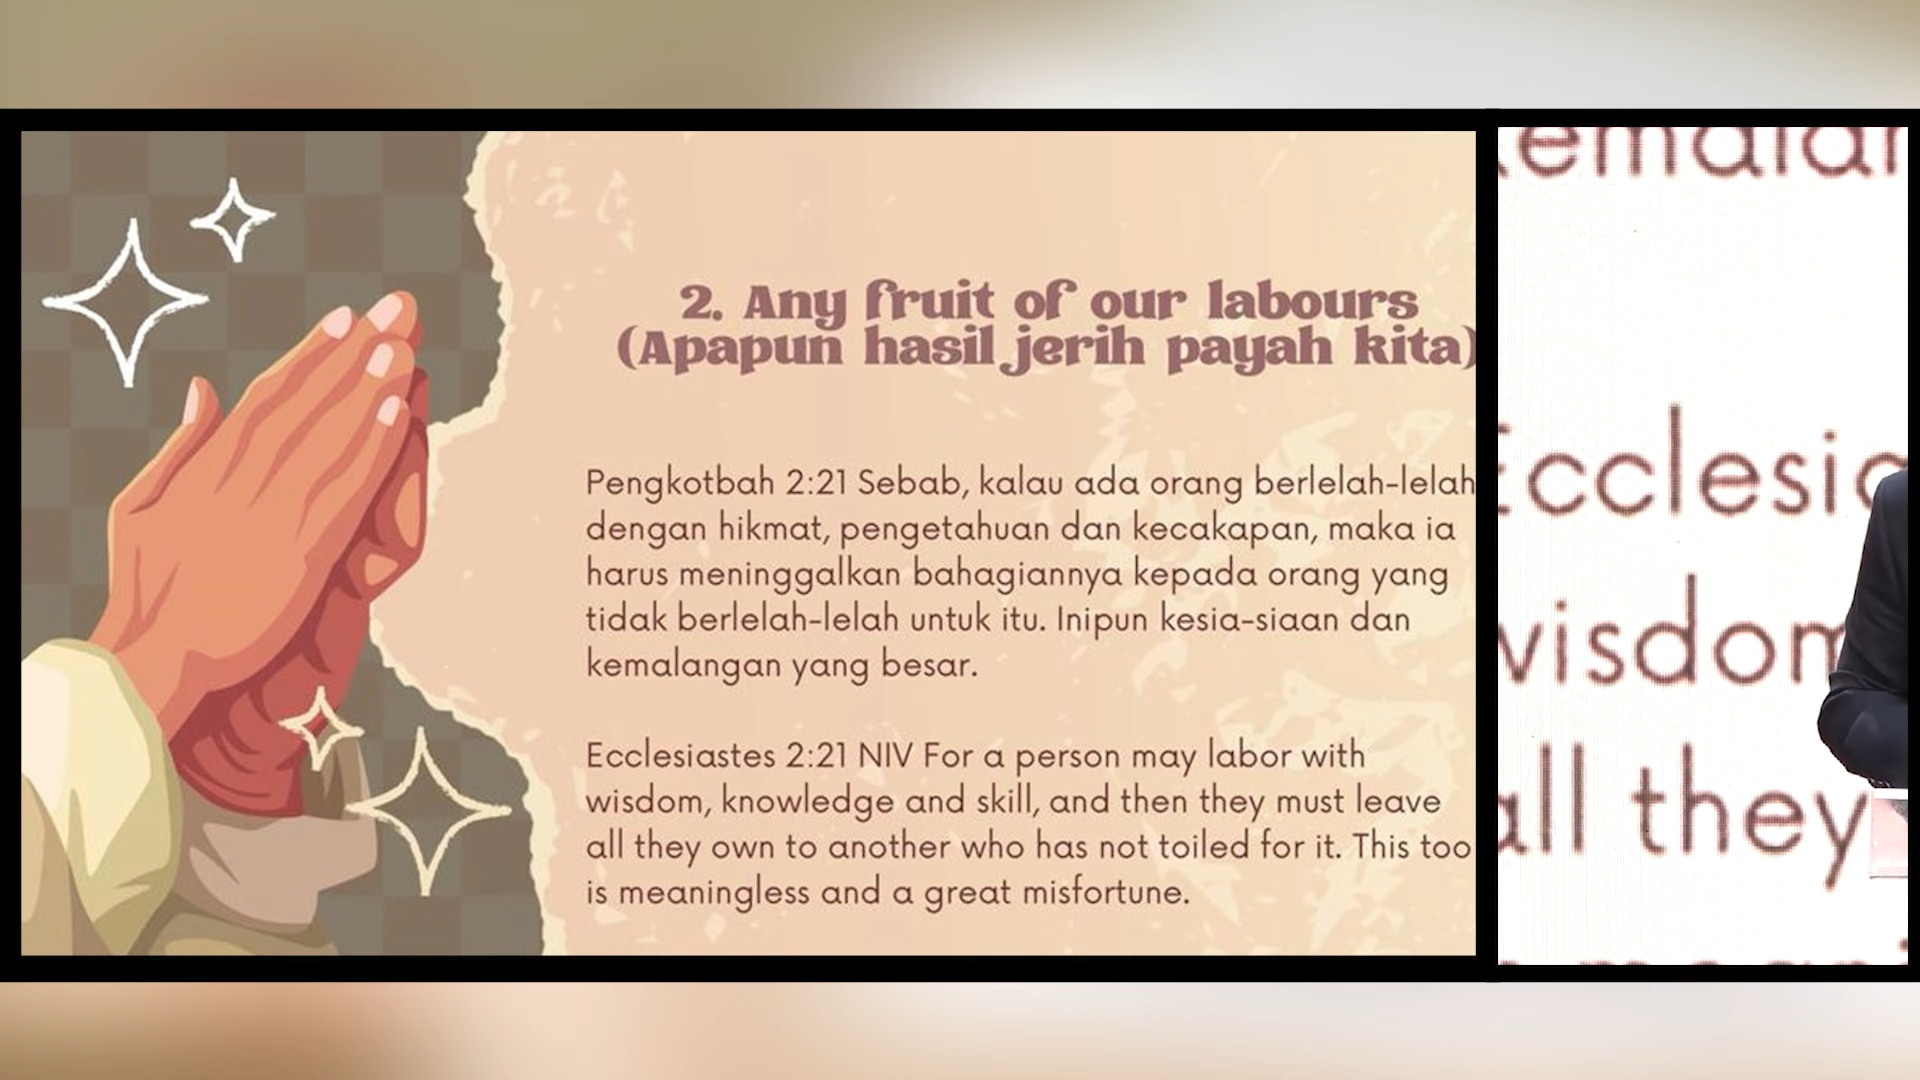 2. Any fruit of our labours
(Apapun hasil jerih payah kita)
Pengkotbah 2:21 Sebab, kalau ada orang berlelah-lelah
dengan hikmat, pengetahuan dan kecakapan, maka ia
harus meninggalkan bahagiannya kepada orang yang
tidak berlelah-lelah untuk itu. Inipun kesia-siaan dan
kemalangan yang besar.
Ecclesiastes 2:21 NIV For a person may labor with
wisdom, knowledge and skill, and then they must leave
all they own to another who has not toiled for it. This too
is meaningless and a great misfortune.
all they